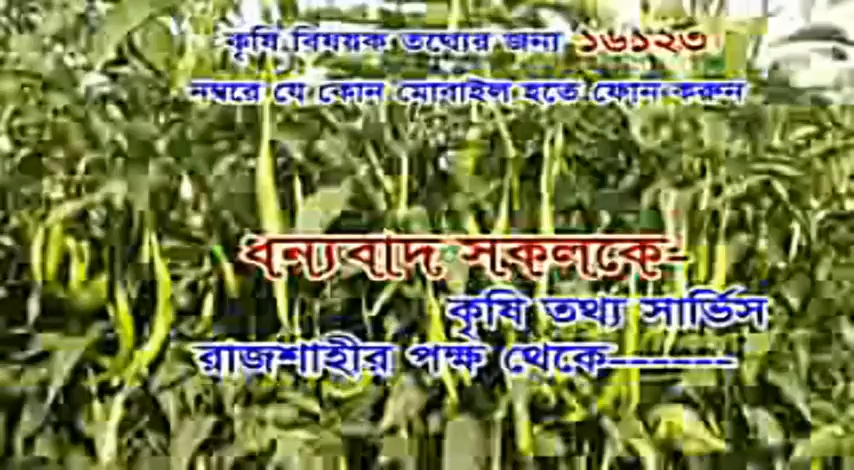 কৃষি বিষয়ক তথ্যের জন্য ১৬১২৩
নম্বরে যে কোন মোবাইল হতে ফোন করুন
ধন্যবাদ সকলকে-
কৃষি তথ্য সার্ভিস
রাজশাহীর পক্ষ থেকে------